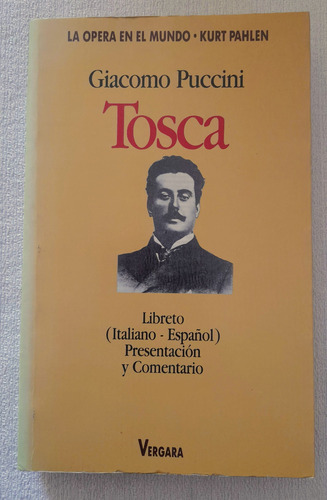 LA OPERA EN EL MUNDO • KURT PAHLEN
Giacomo Puccini
Tosca
Libreto
(Italiano - Español)
Presentación
y Comentario
VERGARA